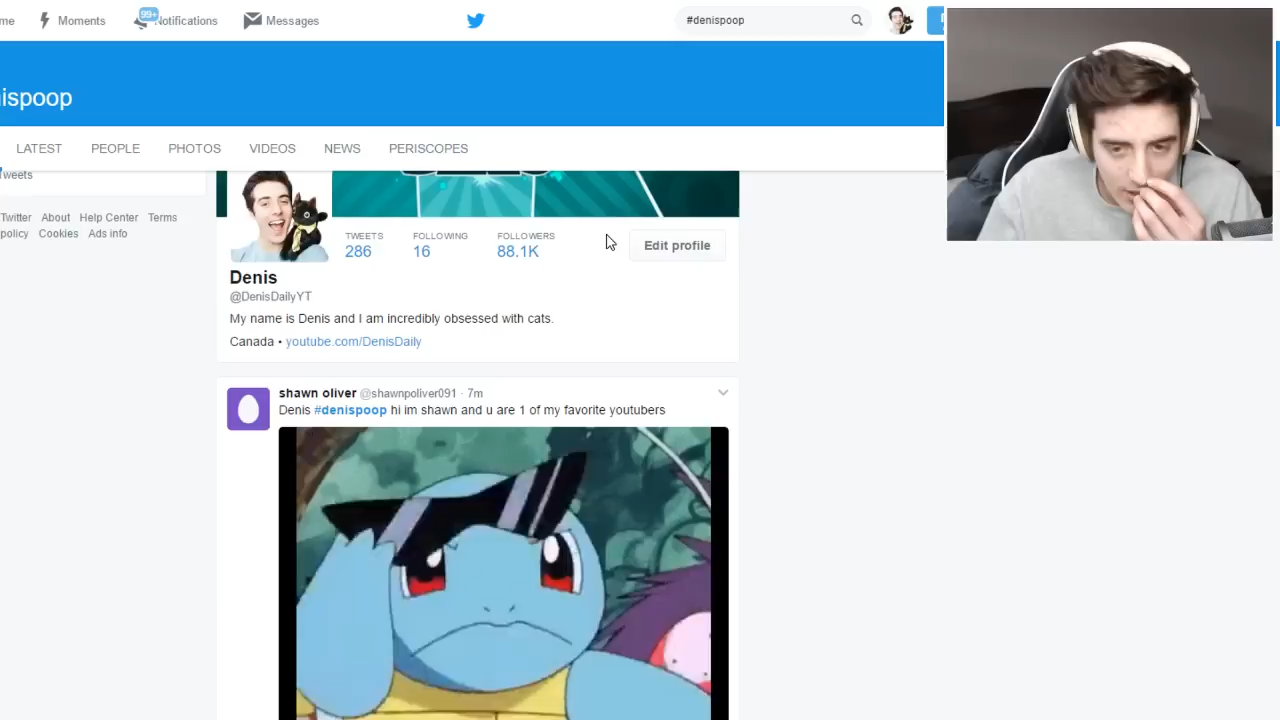 me Moments 99+ Notifications Messages #denispoop
ispoop
LATEST PEOPLE PHOTOS VIDEOS NEWS PERISCOPES
Tweets
Twitter About Help Center Terms
policy Cookies Ads info
TWEETS FOLLOWING FOLLOWERS
286 16 88.1K
Edit profile
Denis
@DenisDailyYT
My name is Denis and I am incredibly obsessed with cats.
Canada • youtube.com/DenisDaily
shawn oliver @shawnpoliver091 · 7m
Denis #denispoop hi im shawn and u are 1 of my favorite youtubers